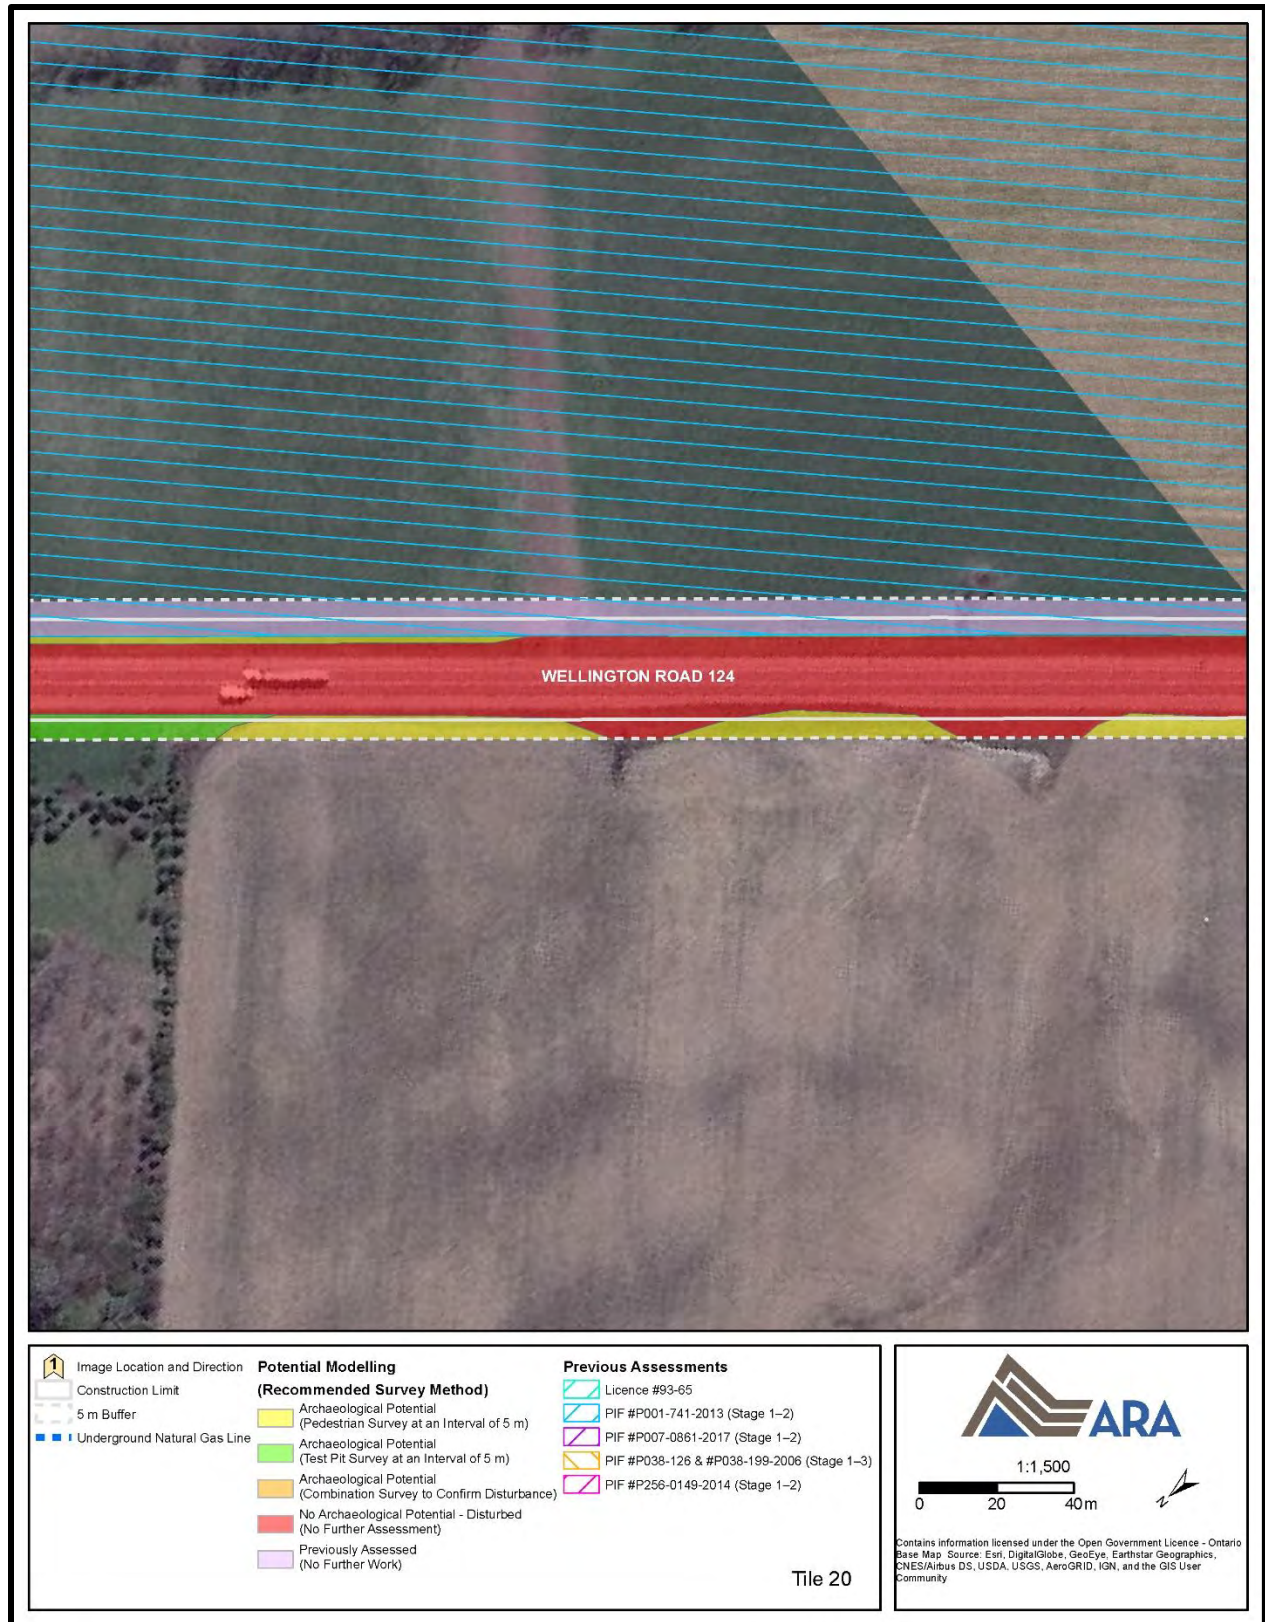 WELLINGTON ROAD 124
1 Image Location and Direction
Construction Limit
5 m Buffer
Underground Natural Gas Line
Potential Modelling
(Recommended Survey Method)
Archaeological Potential
(Pedestrian Survey at an Interval of 5 m)
Archaeological Potential
(Test Pit Survey at an Interval of 5 m)
Archaeological Potential
(Combination Survey to Confirm Disturbance)
No Archaeological Potential - Disturbed
(No Further Assessment)
Previously Assessed
(No Further Work)
Previous Assessments
Licence #93-65
PIF #P001-741-2013 (Stage 1–2)
PIF #P007-0861-2017 (Stage 1–2)
PIF #P038-126 & #P038-199-2006 (Stage 1–3)
PIF #P256-0149-2014 (Stage 1–2)
Tile 20
ARA
1:1,500
0 20 40 m
N
Contains information licensed under the Open Government Licence - Ontario
Base Map Source: Esri, DigitalGlobe, GeoEye, Earthstar Geographics,
CNES/Airbus DS, USDA, USGS, AeroGRID, IGN, and the GIS User
Community